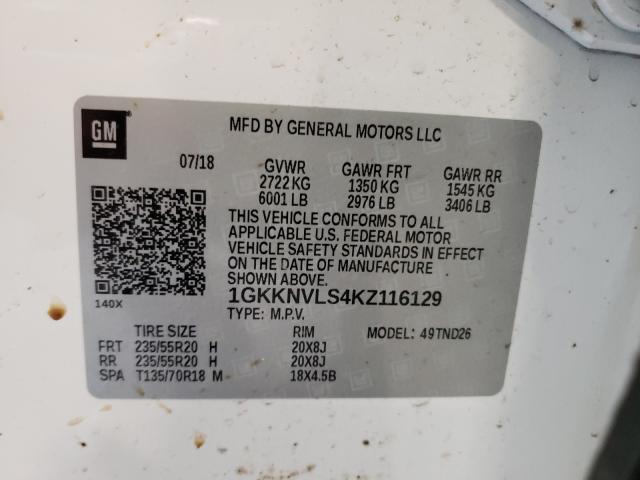 GM
MFD BY GENERAL MOTORS LLC
07/18 GVWR GAWR FRT GAWR RR
2722 KG 1350 KG 1545 KG
6001 LB 2976 LB 3406 LB
THIS VEHICLE CONFORMS TO ALL
APPLICABLE U.S. FEDERAL MOTOR
VEHICLE SAFETY STANDARDS IN EFFECT
ON THE DATE OF MANUFACTURE
SHOWN ABOVE.
140X
1GKKNVLS4KZ116129
TYPE: M.P.V.
TIRE SIZE RIM MODEL: 49TND26
FRT 235/55R20 H 20X8J
RR 235/55R20 H 20X8J
SPA T135/70R18 M 18X4.5B